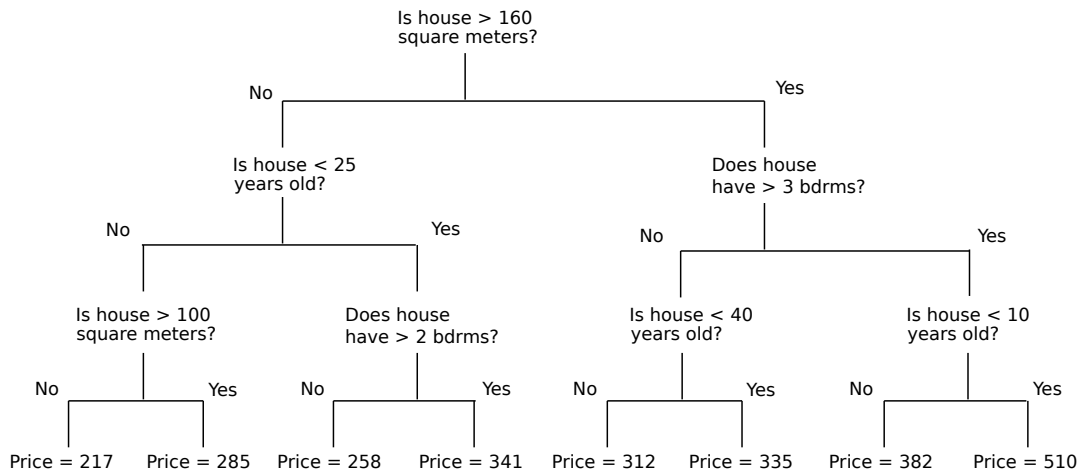 Is house > 160
square meters?
No
Yes
Is house < 25
years old?
Does house
have > 3 bdrms?
No
Yes
No
Yes
Is house > 100
square meters?
Does house
have > 2 bdrms?
Is house < 40
years old?
Is house < 10
years old?
No
Yes
No
Yes
No
Yes
No
Yes
Price = 217
Price = 285
Price = 258
Price = 341
Price = 312
Price = 335
Price = 382
Price = 510